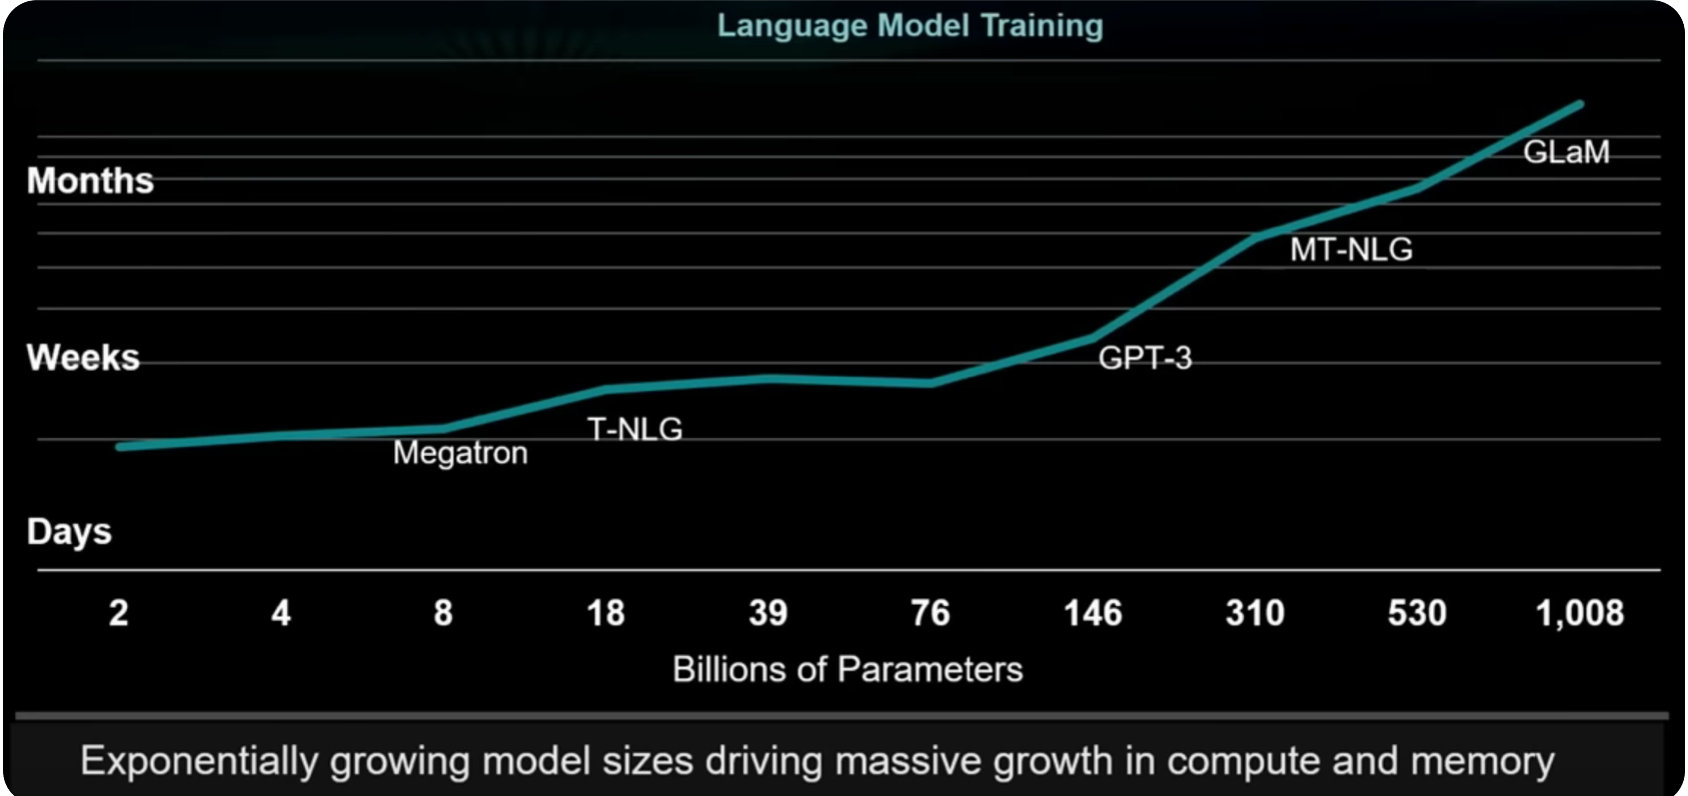 Language Model Training
Months
GLaM
MT-NLG
Weeks
GPT-3
T-NLG
Megatron
Days
2 4 8 18 39 76 146 310 530 1,008
Billions of Parameters
Exponentially growing model sizes driving massive growth in compute and memory